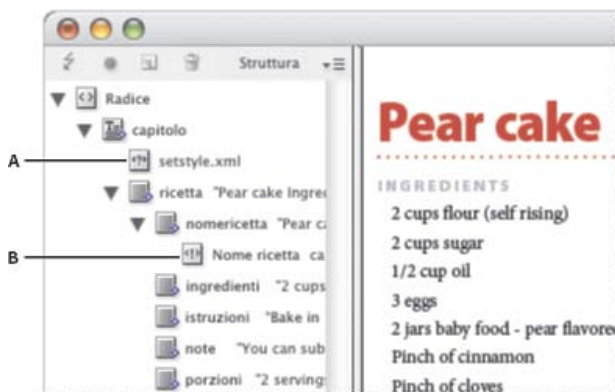 Struttura
Radice
capitolo
A
setstyle.xml
ricetta "Pear cake Ingre
nomericetta "Pear c
B
Nome ricetta ca
ingredienti "2 cups
istruzioni "Bake in
note "You can sub
porzioni "2 serving
Pear cake
INGREDIENTS
2 cups flour (self rising)
2 cups sugar
1/2 cup oil
3 eggs
2 jars baby food - pear flavored
Pinch of cinnamon
Pinch of cloves